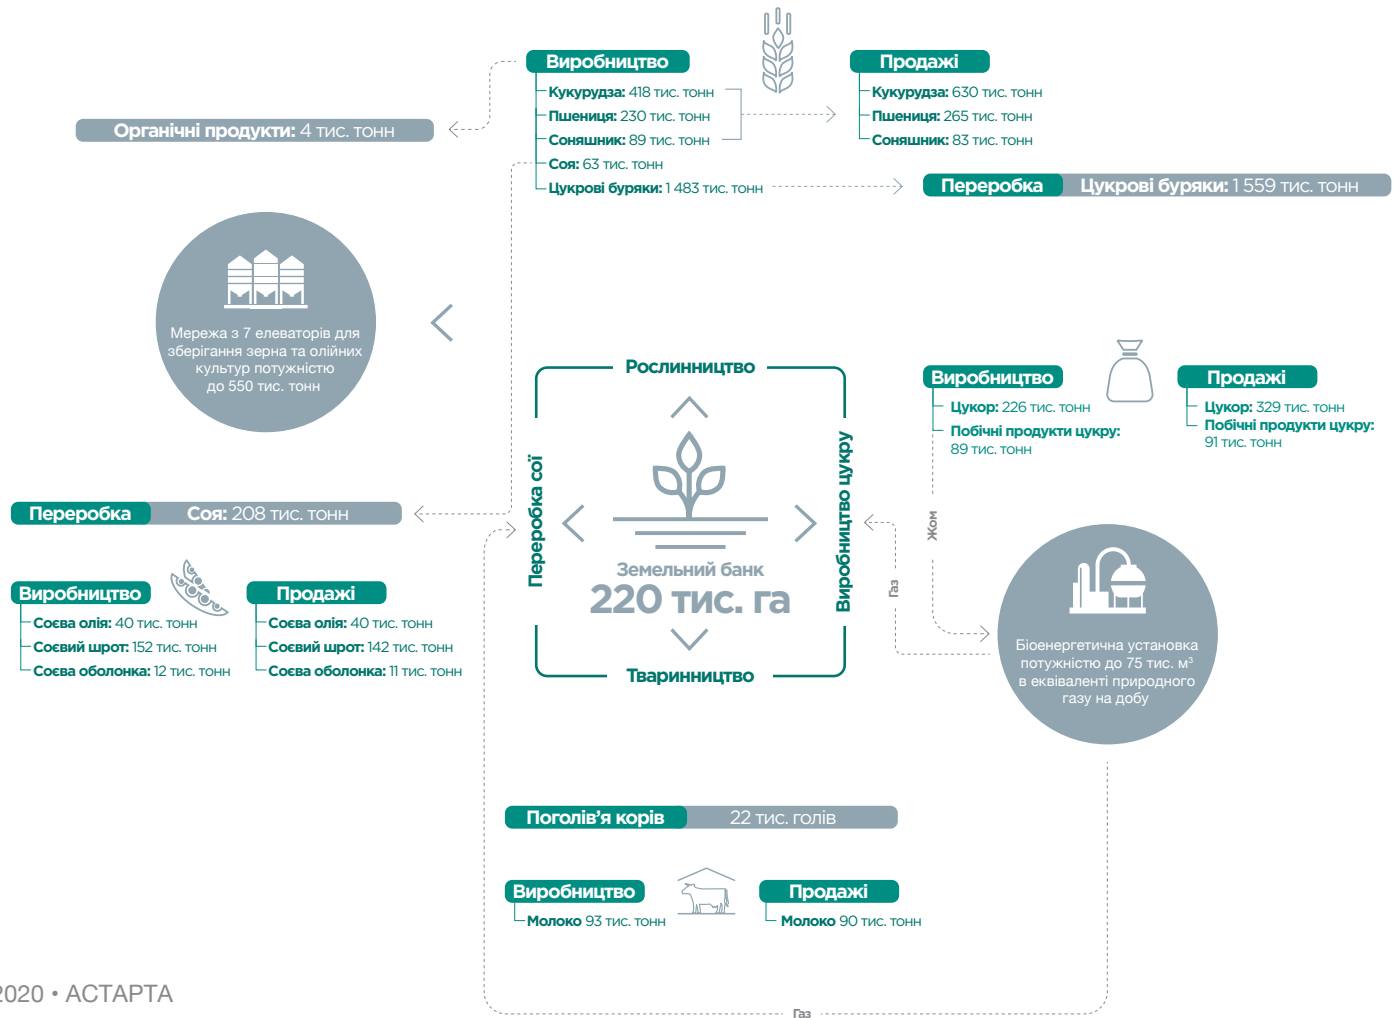 Виробництво
Кукурудза: 418 тис. тонн
Пшениця: 230 тис. тонн
Соняшник: 89 тис. тонн
Соя: 63 тис. тонн
Цукрові буряки: 1 483 тис. тонн
Продажі
Кукурудза: 630 тис. тонн
Пшениця: 265 тис. тонн
Соняшник: 83 тис. тонн
Органічні продукти: 4 тис. тонн
Переробка Цукрові буряки: 1 559 тис. тонн
Мережа з 7 елеваторів для
зберігання зерна та олійних
культур потужністю
до 550 тис. тонн
Рослинництво
Переробка сої
Виробництво цукру
Земельний банк
220 тис. га
Тваринництво
Виробництво
Цукор: 226 тис. тонн
Побічні продукти цукру:
89 тис. тонн
Продажі
Цукор: 329 тис. тонн
Побічні продукти цукру:
91 тис. тонн
Жом
Газ
Біоенергетична установка
потужністю до 75 тис. м³
в еквіваленті природного
газу на добу
Переробка Соя: 208 тис. тонн
Виробництво
Соєва олія: 40 тис. тонн
Соєвий шрот: 152 тис. тонн
Соєва оболонка: 12 тис. тонн
Продажі
Соєва олія: 40 тис. тонн
Соєвий шрот: 142 тис. тонн
Соєва оболонка: 11 тис. тонн
Поголів’я корів 22 тис. голів
Виробництво
Молоко 93 тис. тонн
Продажі
Молоко 90 тис. тонн
Газ
2020 • АСТАРТА